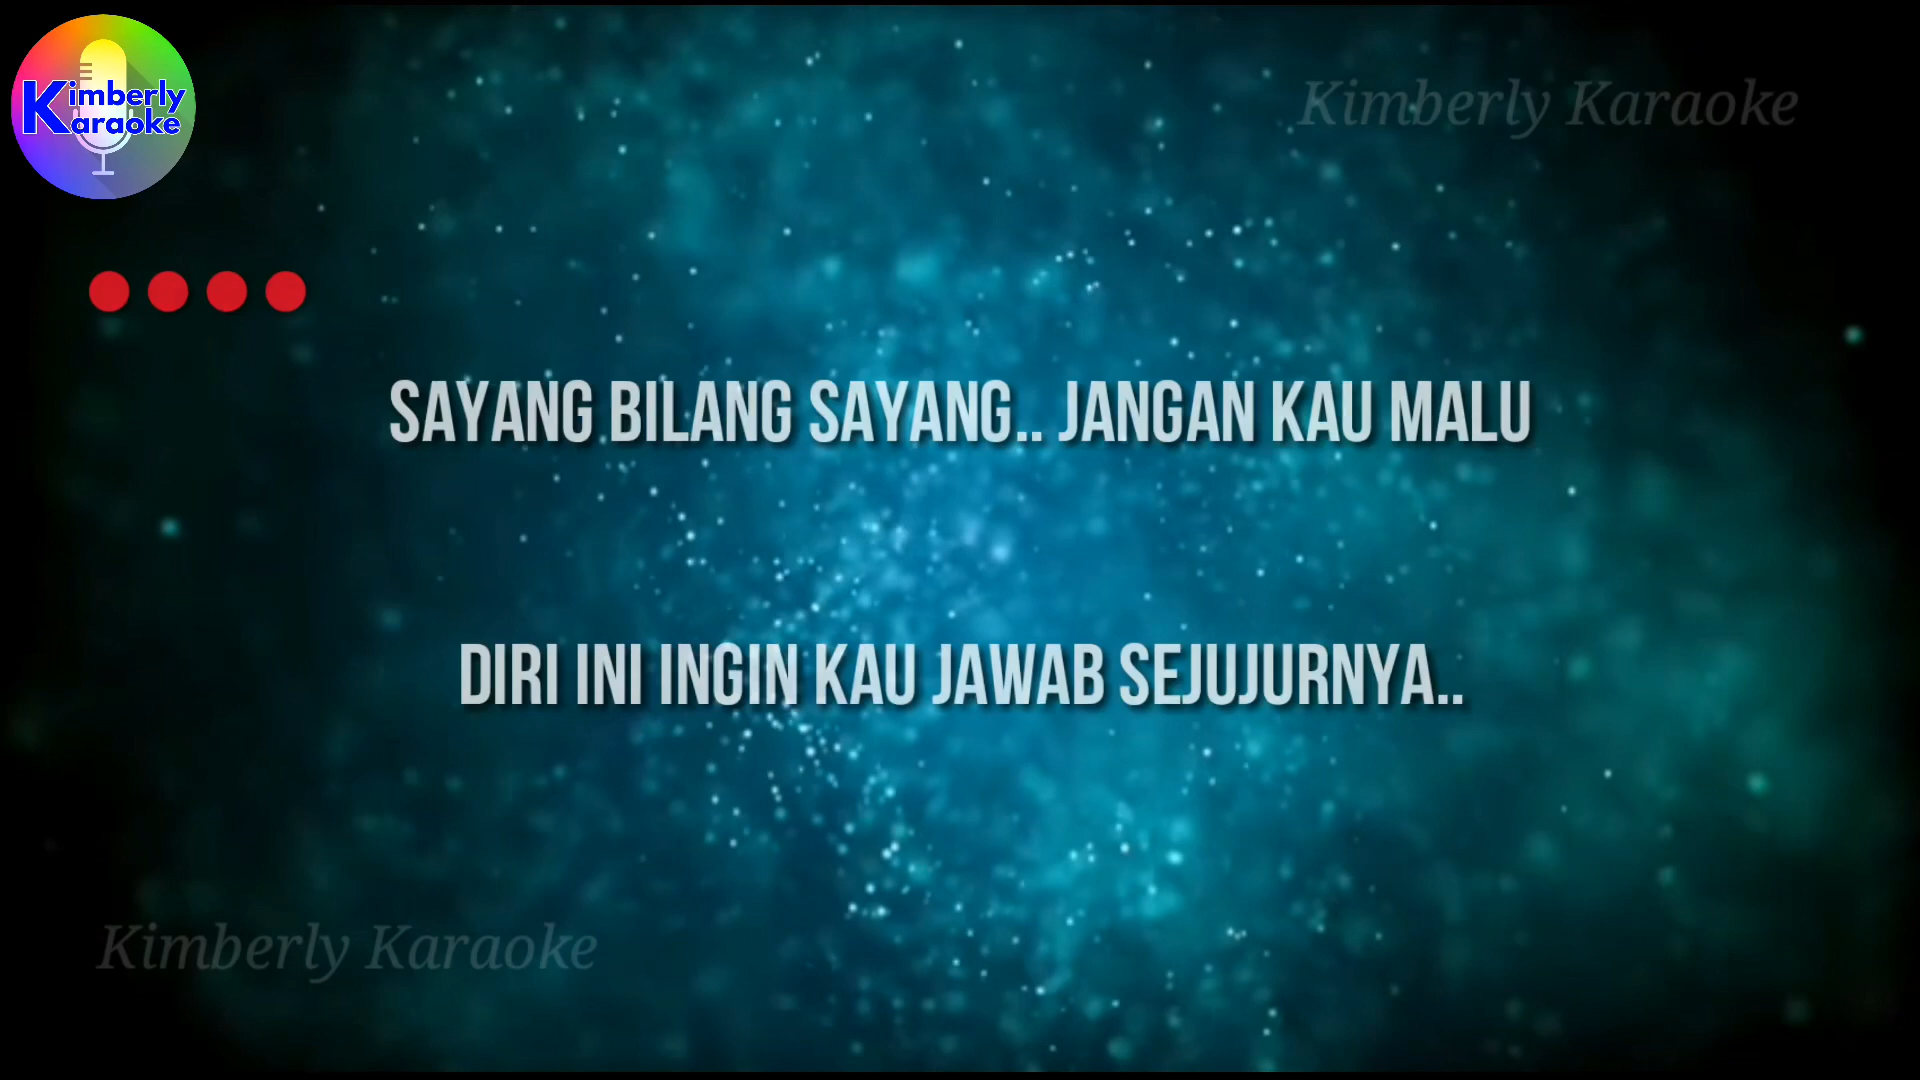 Kimberly
Karaoke
Kimberly Karaoke
SAYANG BILANG SAYANG.. JANGAN KAU MALU
DIRI INI INGIN KAU JAWAB SEJUJURNYA..
Kimberly Karaoke